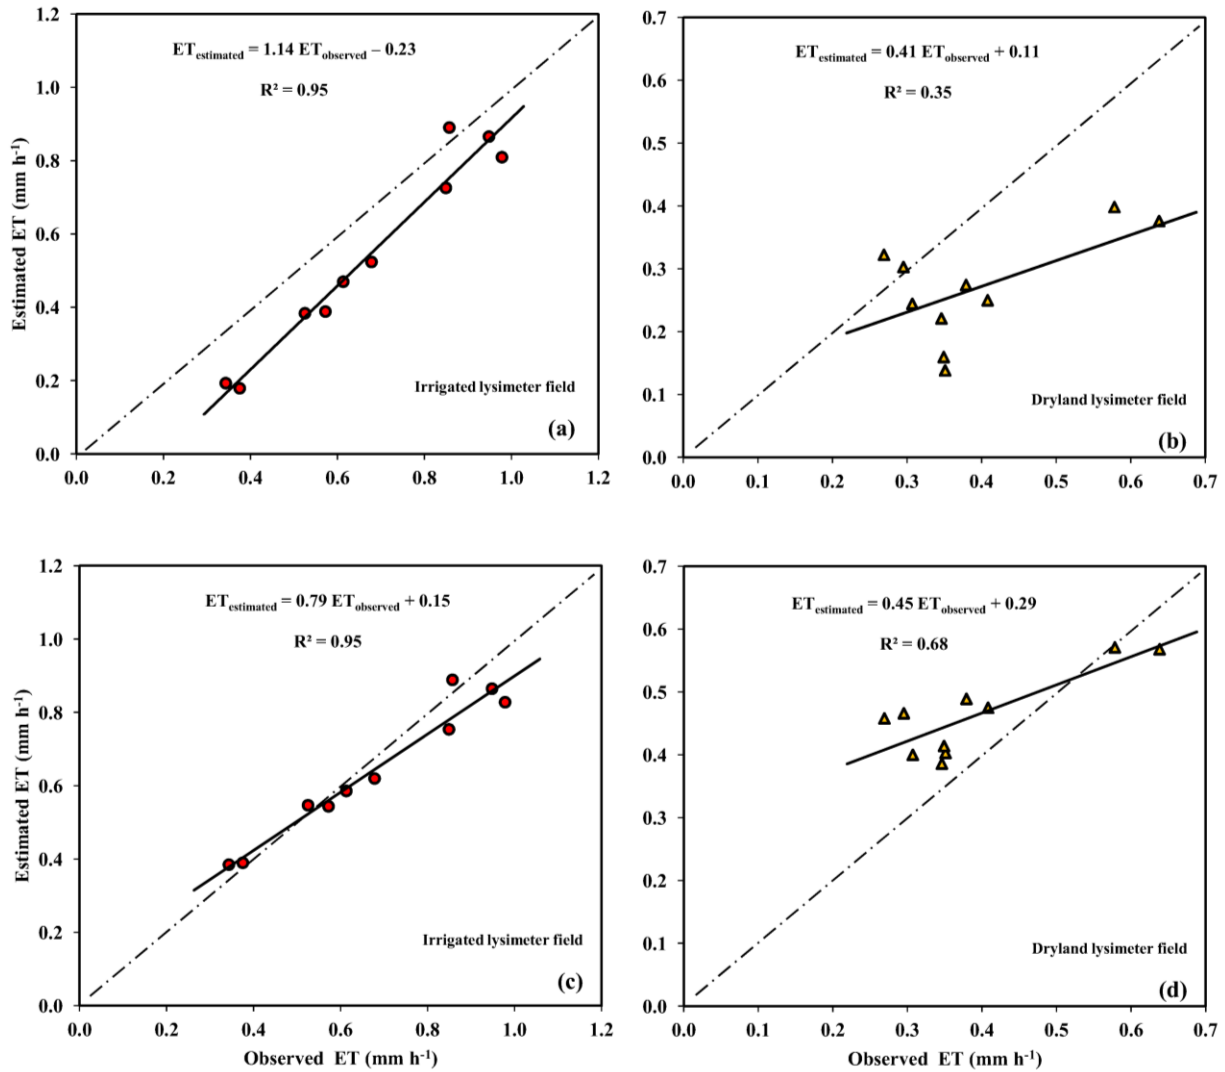 1.2
1.0
0.8
0.6
0.4
0.2
0.0
Estimated ET (mm h⁻¹)
ET_estimated = 1.14 ET_observed – 0.23
R² = 0.95
Irrigated lysimeter field
(a)
0.0 0.2 0.4 0.6 0.8 1.0 1.2
0.7
0.6
0.5
0.4
0.3
0.2
0.1
0.0
ET_estimated = 0.41 ET_observed + 0.11
R² = 0.35
Dryland lysimeter field
(b)
0.0 0.1 0.2 0.3 0.4 0.5 0.6 0.7
1.2
1.0
0.8
0.6
0.4
0.2
0.0
Estimated ET (mm h⁻¹)
ET_estimated = 0.79 ET_observed + 0.15
R² = 0.95
Irrigated lysimeter field
(c)
0.0 0.2 0.4 0.6 0.8 1.0 1.2
Observed ET (mm h⁻¹)
0.7
0.6
0.5
0.4
0.3
0.2
0.1
0.0
ET_estimated = 0.45 ET_observed + 0.29
R² = 0.68
Dryland lysimeter field
(d)
0.0 0.1 0.2 0.3 0.4 0.5 0.6 0.7
Observed ET (mm h⁻¹)